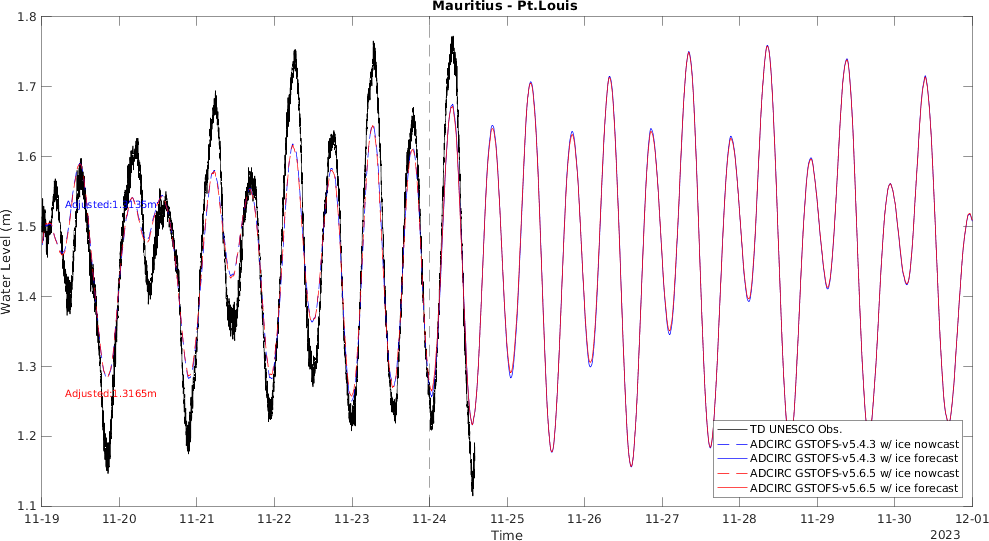 Mauritius - Pt.Louis
1.8
1.7
1.6
1.5
1.4
1.3
1.2
1.1
Water Level (m)
Adjusted:1.3165m
TD UNESCO Obs.
ADCIRC GSTOFS-v5.4.3 w/ ice nowcast
ADCIRC GSTOFS-v5.4.3 w/ ice forecast
ADCIRC GSTOFS-v5.6.5 w/ ice nowcast
ADCIRC GSTOFS-v5.6.5 w/ ice forecast
11-19 11-20 11-21 11-22 11-23 11-24 11-25 11-26 11-27 11-28 11-29 11-30 12-01
Time
2023